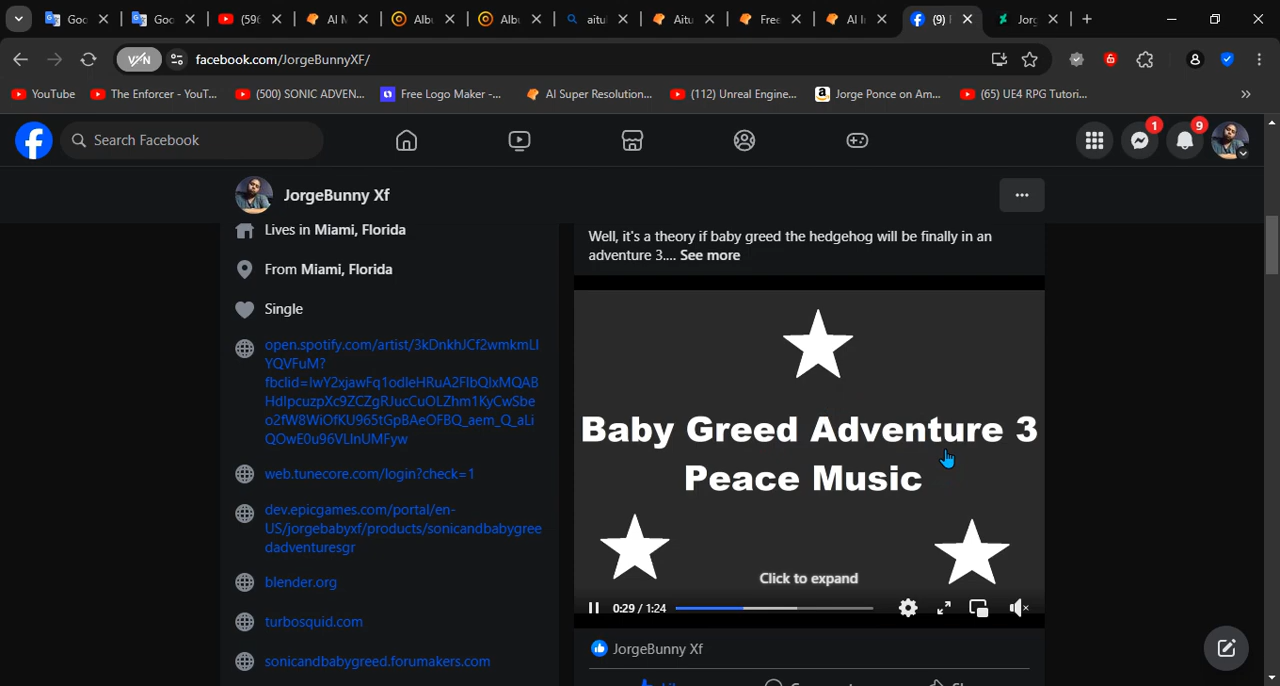 Goo
Goo
(596
AI M
Albu
Albu
aitu
Aitu
Free
AI In
(9) F
Jorg
facebook.com/JorgeBunnyXF/
YouTube
The Enforcer - YouT...
(500) SONIC ADVEN...
Free Logo Maker -...
AI Super Resolution...
(112) Unreal Engine...
Jorge Ponce on Am...
(65) UE4 RPG Tutori...
Search Facebook
1
9
JorgeBunny Xf
Lives in Miami, Florida
From Miami, Florida
Single
open.spotify.com/artist/3kDnkhJCf2wmkmLI
YQVFuM?
fbclid=IwY2xjawFq1odleHRuA2FlbQIxMQAB
HdIpcuzpXc9ZCZgRJucCuOLZhm1KyCwSbe
o2fW8WiOfKU965tGpBAeOFBQ_aem_Q_aLi
QOwE0u96VLInUMFyw
web.tunecore.com/login?check=1
dev.epicgames.com/portal/en-
US/jorgebabyxf/products/sonicandbabygree
dadventuresgr
blender.org
turbosquid.com
sonicandbabygreed.forumakers.com
Well, it's a theory if baby greed the hedgehog will be finally in an
adventure 3.... See more
Baby Greed Adventure 3
Peace Music
Click to expand
0:29 / 1:24
JorgeBunny Xf